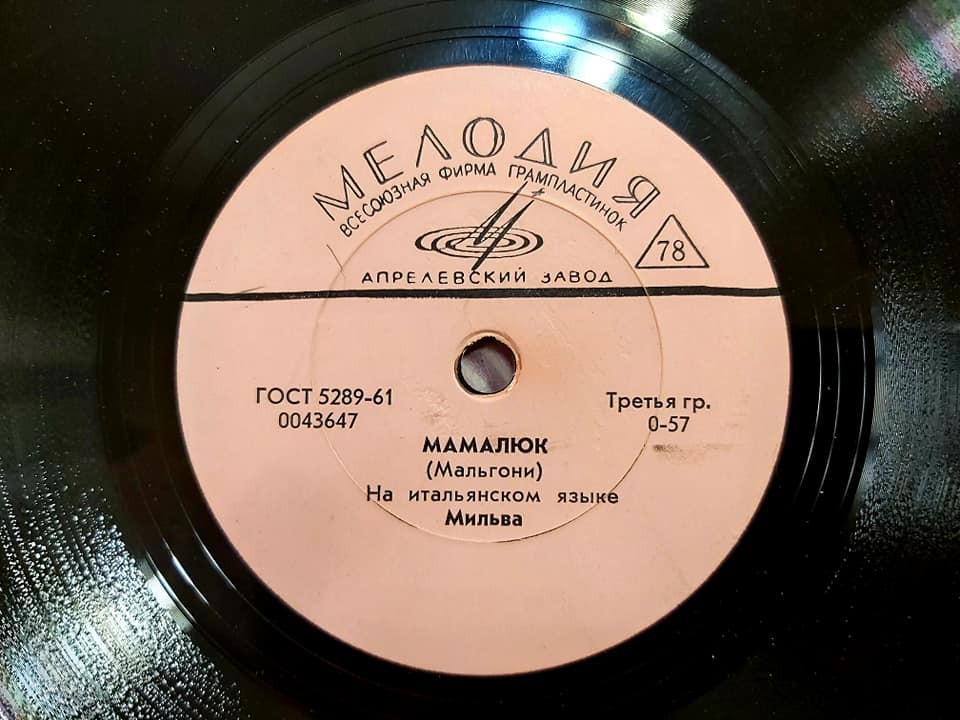 МЕЛОДИЯ
ВСЕСОЮЗНАЯ ФИРМА ГРАМПЛАСТИНОК
78
АПРЕЛЕВСКИЙ ЗАВОД
ГОСТ 5289-61
0043647
Третья гр.
0-57
МАМАЛЮК
(Мальгони)
На итальянском языке
Мильва